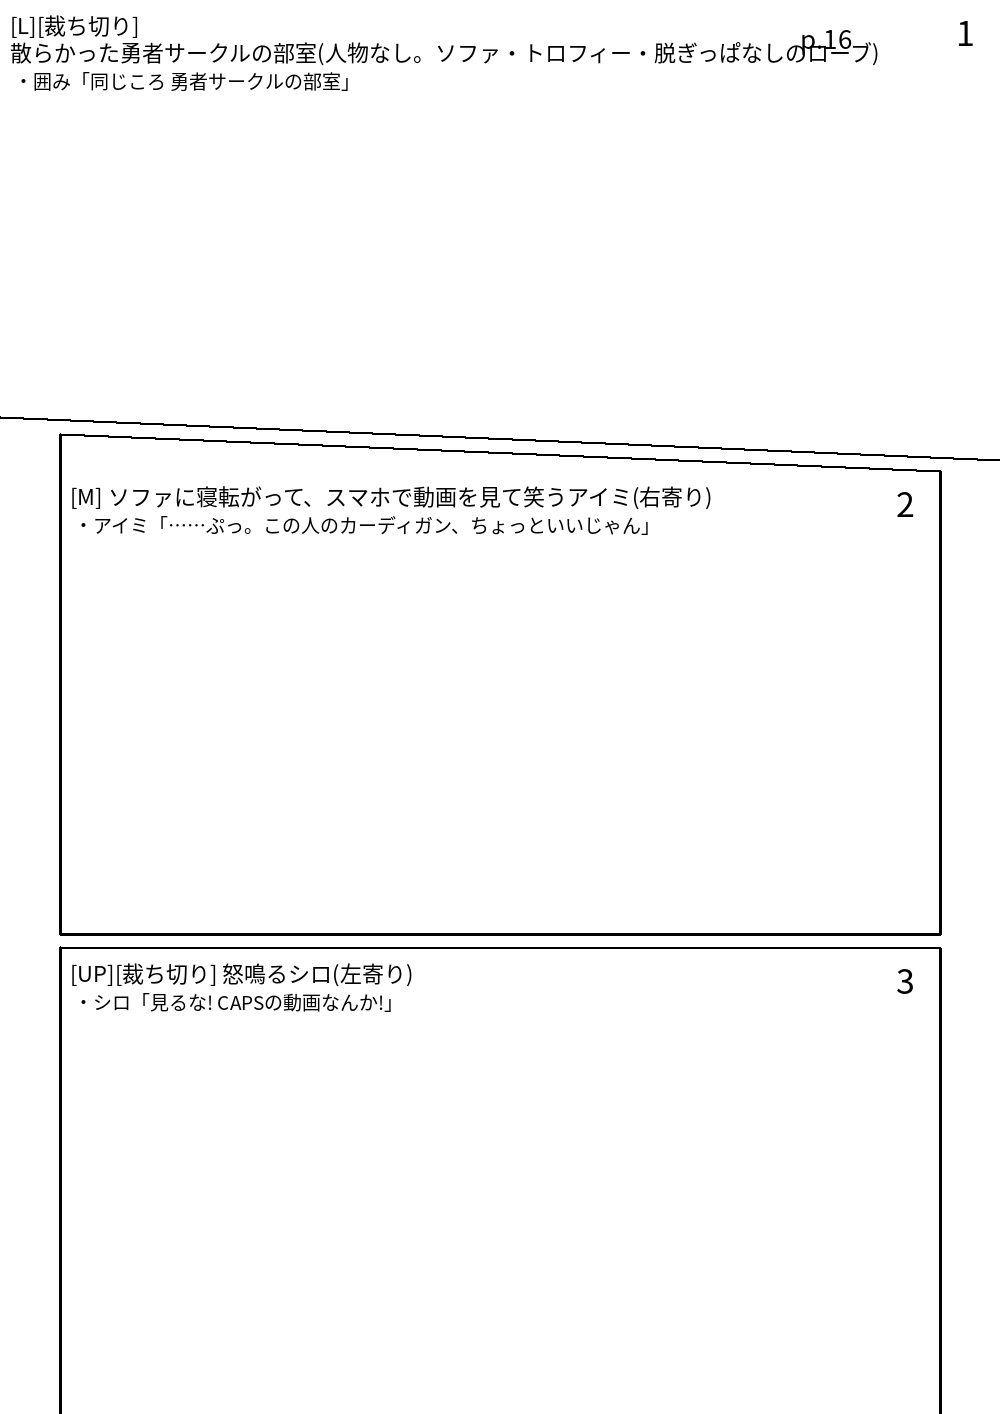 [L][裁ち切り]
散らかった勇者サークルの部室(人物なし。ソファ・トロフィー・脱ぎっぱなしのローブ)
・囲み「同じころ 勇者サークルの部室」
p.16
1
[M] ソファに寝転がって、スマホで動画を見て笑うアイミ(右寄り)
・アイミ「……ぷっ。この人のカーディガン、ちょっといいじゃん」
2
[UP][裁ち切り] 怒鳴るシロ(左寄り)
・シロ「見るな! CAPSの動画なんか!」
3